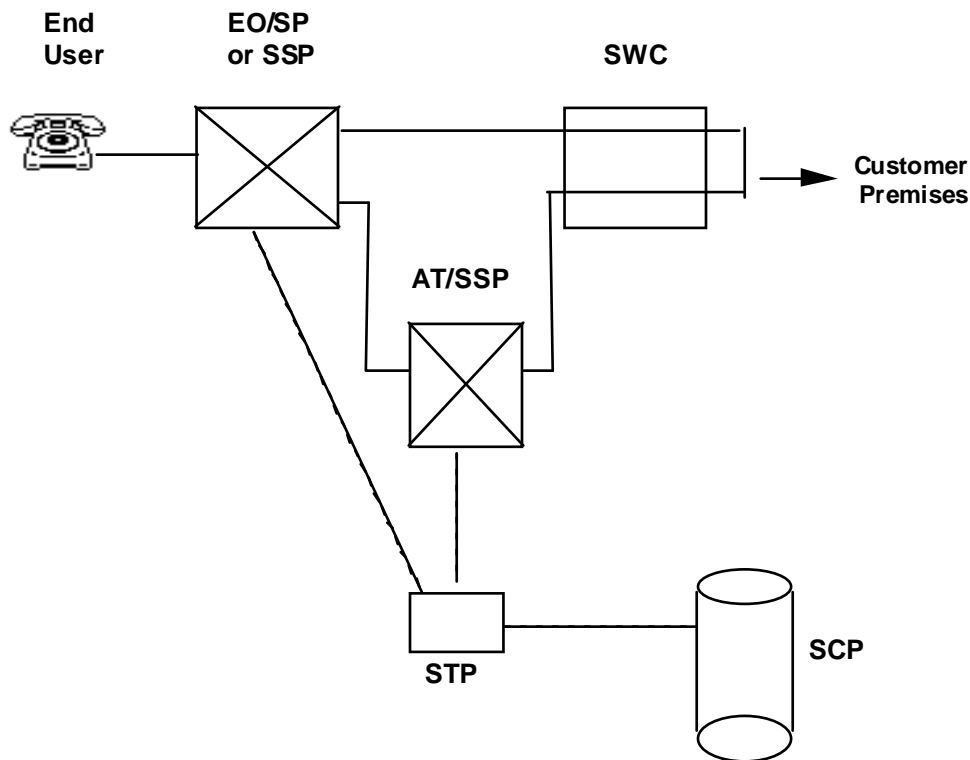 End
User
EO/SP
or SSP
SWC
Customer
Premises
AT/SSP
STP
SCP